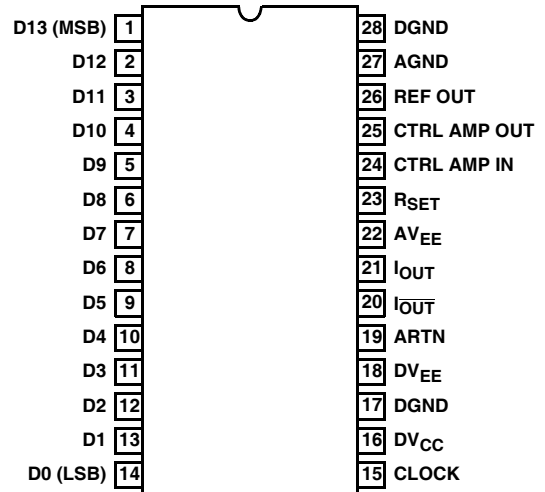 D13 (MSB) 1 28 DGND
D12 2 27 AGND
D11 3 26 REF OUT
D10 4 25 CTRL AMP OUT
D9 5 24 CTRL AMP IN
D8 6 23 RSET
D7 7 22 AVEE
D6 8 21 IOUT
D5 9 20 IOUT
D4 10 19 ARTN
D3 11 18 DVEE
D2 12 17 DGND
D1 13 16 DVCC
D0 (LSB) 14 15 CLOCK